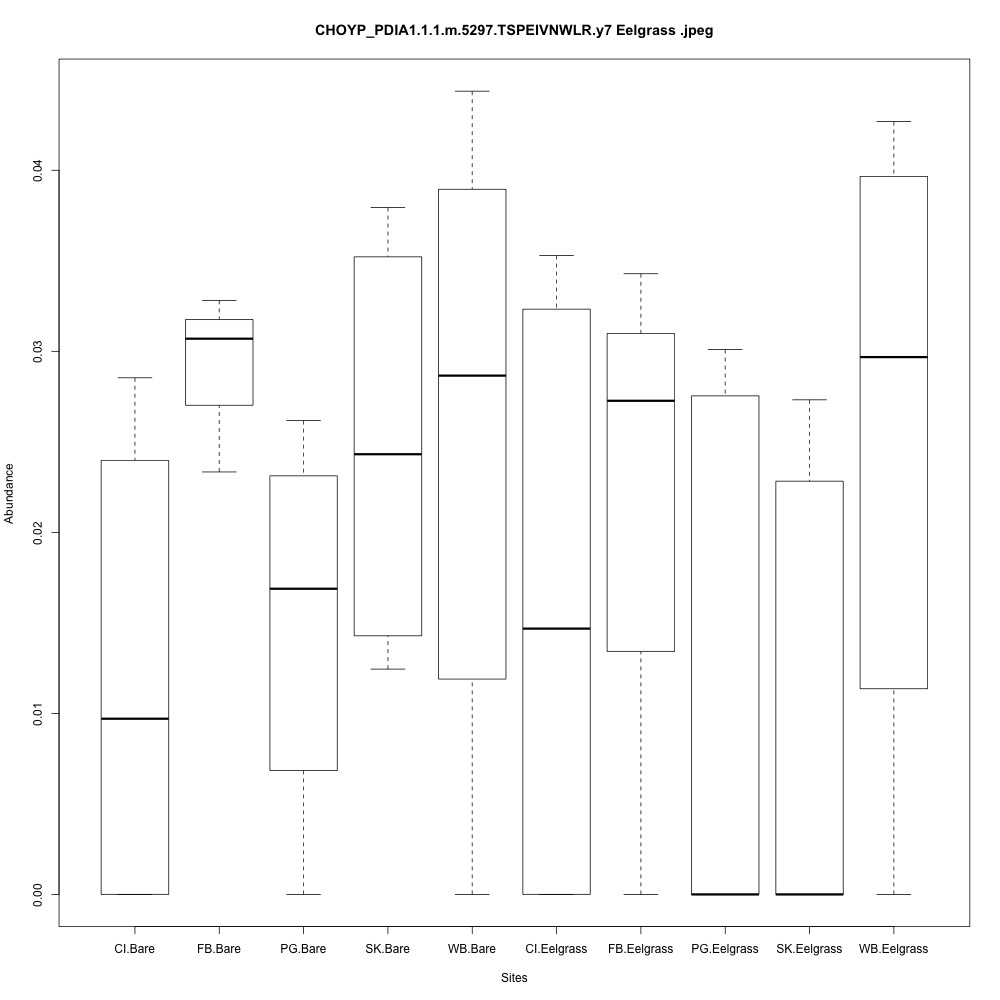 CHOYP_PDIA1.1.1.m.5297.TSPEIVNWLR.y7 Eelgrass .jpeg
Abundance
0.04
0.03
0.02
0.01
0.00
CI.Bare FB.Bare PG.Bare SK.Bare WB.Bare CI.Eelgrass FB.Eelgrass PG.Eelgrass SK.Eelgrass WB.Eelgrass
Sites